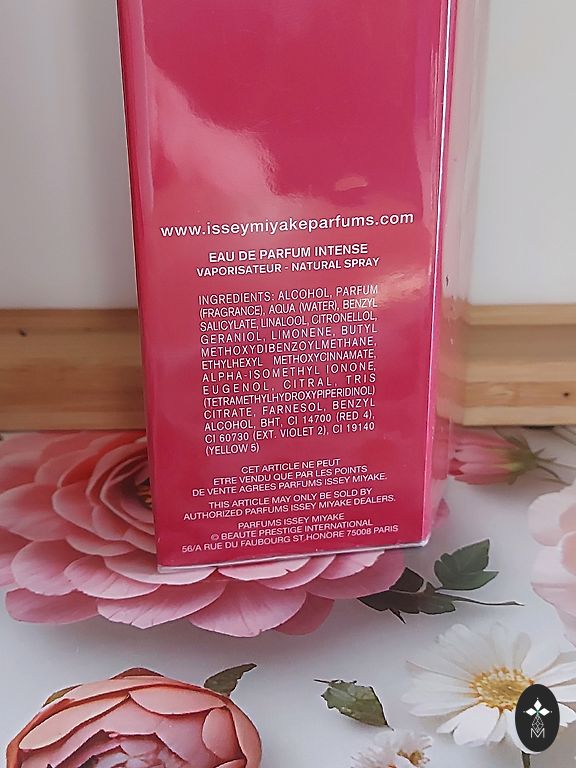 www.isseymiyakeparfums.com
EAU DE PARFUM INTENSE
VAPORISATEUR - NATURAL SPRAY
INGREDIENTS: ALCOHOL, PARFUM
(FRAGRANCE), AQUA (WATER), BENZYL
SALICYLATE, LINALOOL, CITRONELLOL,
GERANIOL, LIMONENE, BUTYL
METHOXYDIBENZOYLMETHANE,
ETHYLHEXYL METHOXYCINNAMATE,
ALPHA-ISOMETHYL IONONE,
EUGENOL, CITRAL, TRIS
(TETRAMETHYLHYDROXYPIPERIDINOL)
CITRATE, FARNESOL, BENZYL
ALCOHOL, BHT, CI 14700 (RED 4),
CI 60730 (EXT. VIOLET 2), CI 19140
(YELLOW 5)
CET ARTICLE NE PEUT
ETRE VENDU QUE PAR LES POINTS
DE VENTE AGREES PARFUMS ISSEY MIYAKE.
THIS ARTICLE MAY ONLY BE SOLD BY
AUTHORIZED PARFUMS ISSEY MIYAKE DEALERS.
PARFUMS ISSEY MIYAKE
© BEAUTE PRESTIGE INTERNATIONAL
56/A RUE DU FAUBOURG ST.HONORE 75008 PARIS